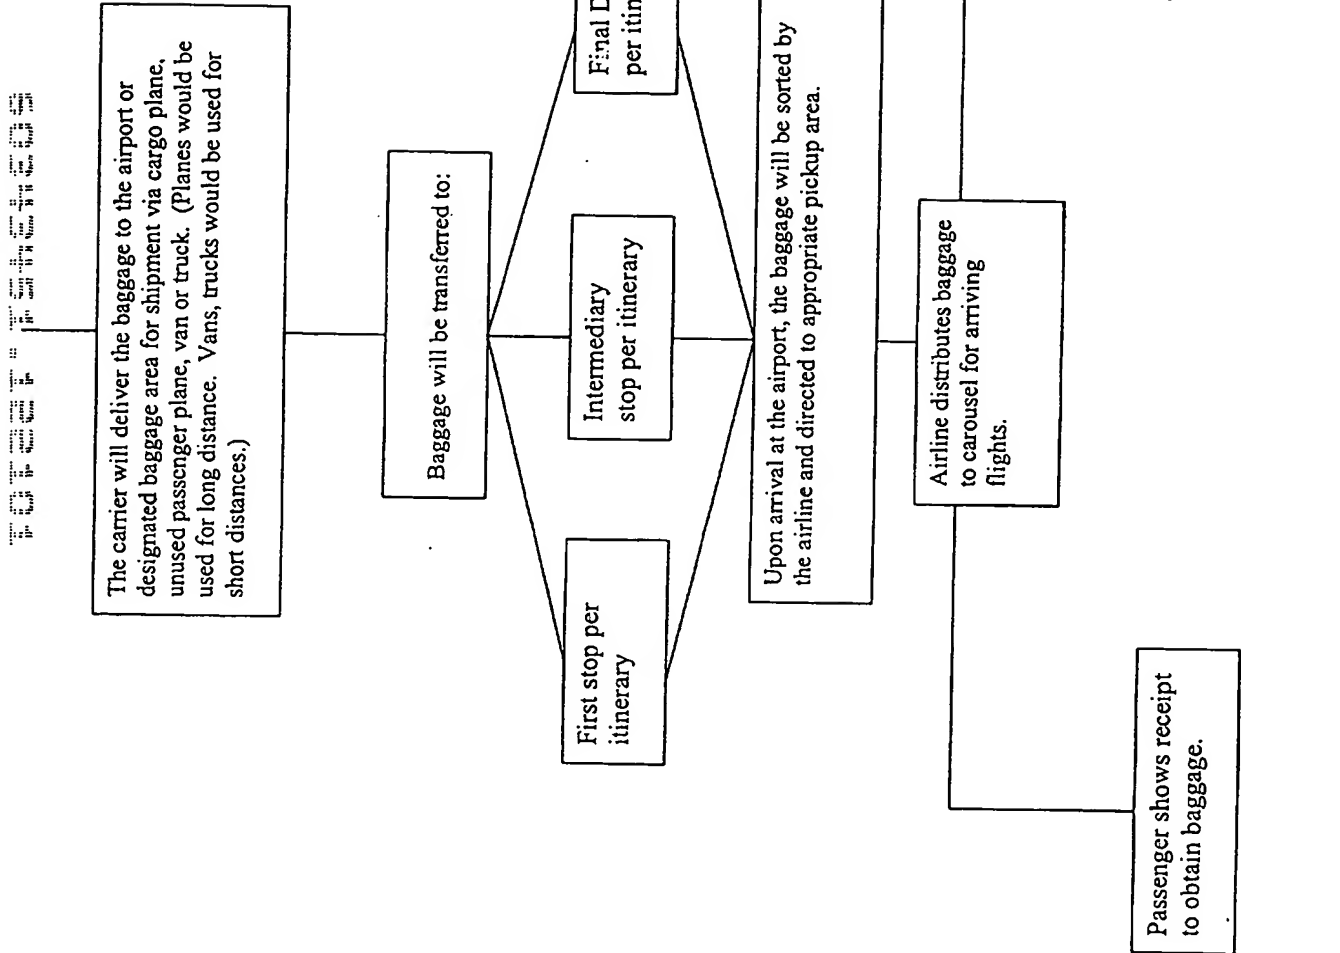 The carrier will deliver the baggage to the airport or
designated baggage area for shipment via cargo plane,
unused passenger plane, van or truck. (Planes would be
used for long distance. Vans, trucks would be used for
short distances.)
Baggage will be transferred to:
First stop per
itinerary
Intermediary
stop per itinerary
Final D
per itin
Upon arrival at the airport, the baggage will be sorted by
the airline and directed to appropriate pickup area.
Airline distributes baggage
to carousel for arriving
flights.
Passenger shows receipt
to obtain baggage.